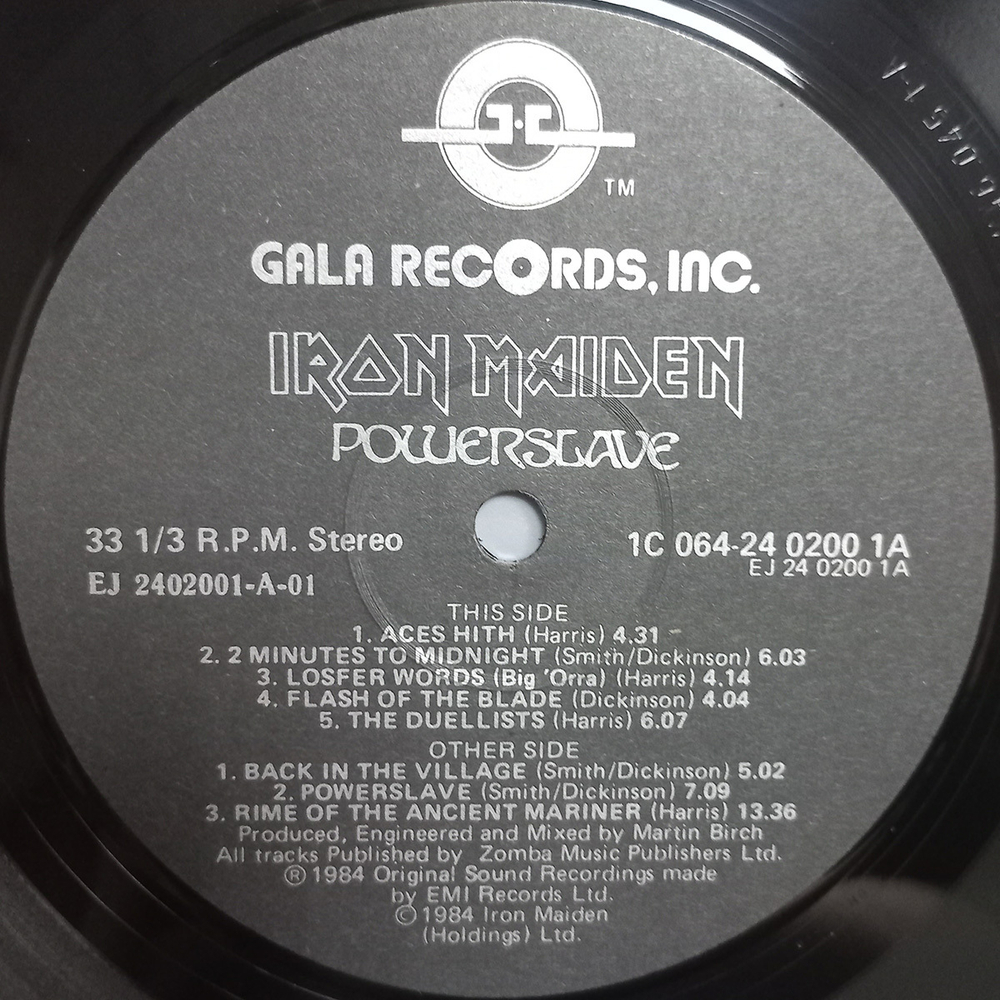 TM
GALA RECORDS, INC.
IRON MAIDEN
POWERSLAVE
33 1/3 R.P.M. Stereo
1C 064-24 0200 1A
EJ 24 0200 1A
EJ 2402001-A-01
THIS SIDE
1. ACES HITH (Harris) 4.31
2. 2 MINUTES TO MIDNIGHT (Smith/Dickinson) 6.03
3. LOSFER WORDS (Big 'Orra) (Harris) 4.14
4. FLASH OF THE BLADE (Dickinson) 4.04
5. THE DUELLISTS (Harris) 6.07
OTHER SIDE
1. BACK IN THE VILLAGE (Smith/Dickinson) 5.02
2. POWERSLAVE (Smith/Dickinson) 7.09
3. RIME OF THE ANCIENT MARINER (Harris) 13.36
Produced, Engineered and Mixed by Martin Birch
All tracks Published by Zomba Music Publishers Ltd.
℗ 1984 Original Sound Recordings made
by EMI Records Ltd.
© 1984 Iron Maiden
(Holdings) Ltd.